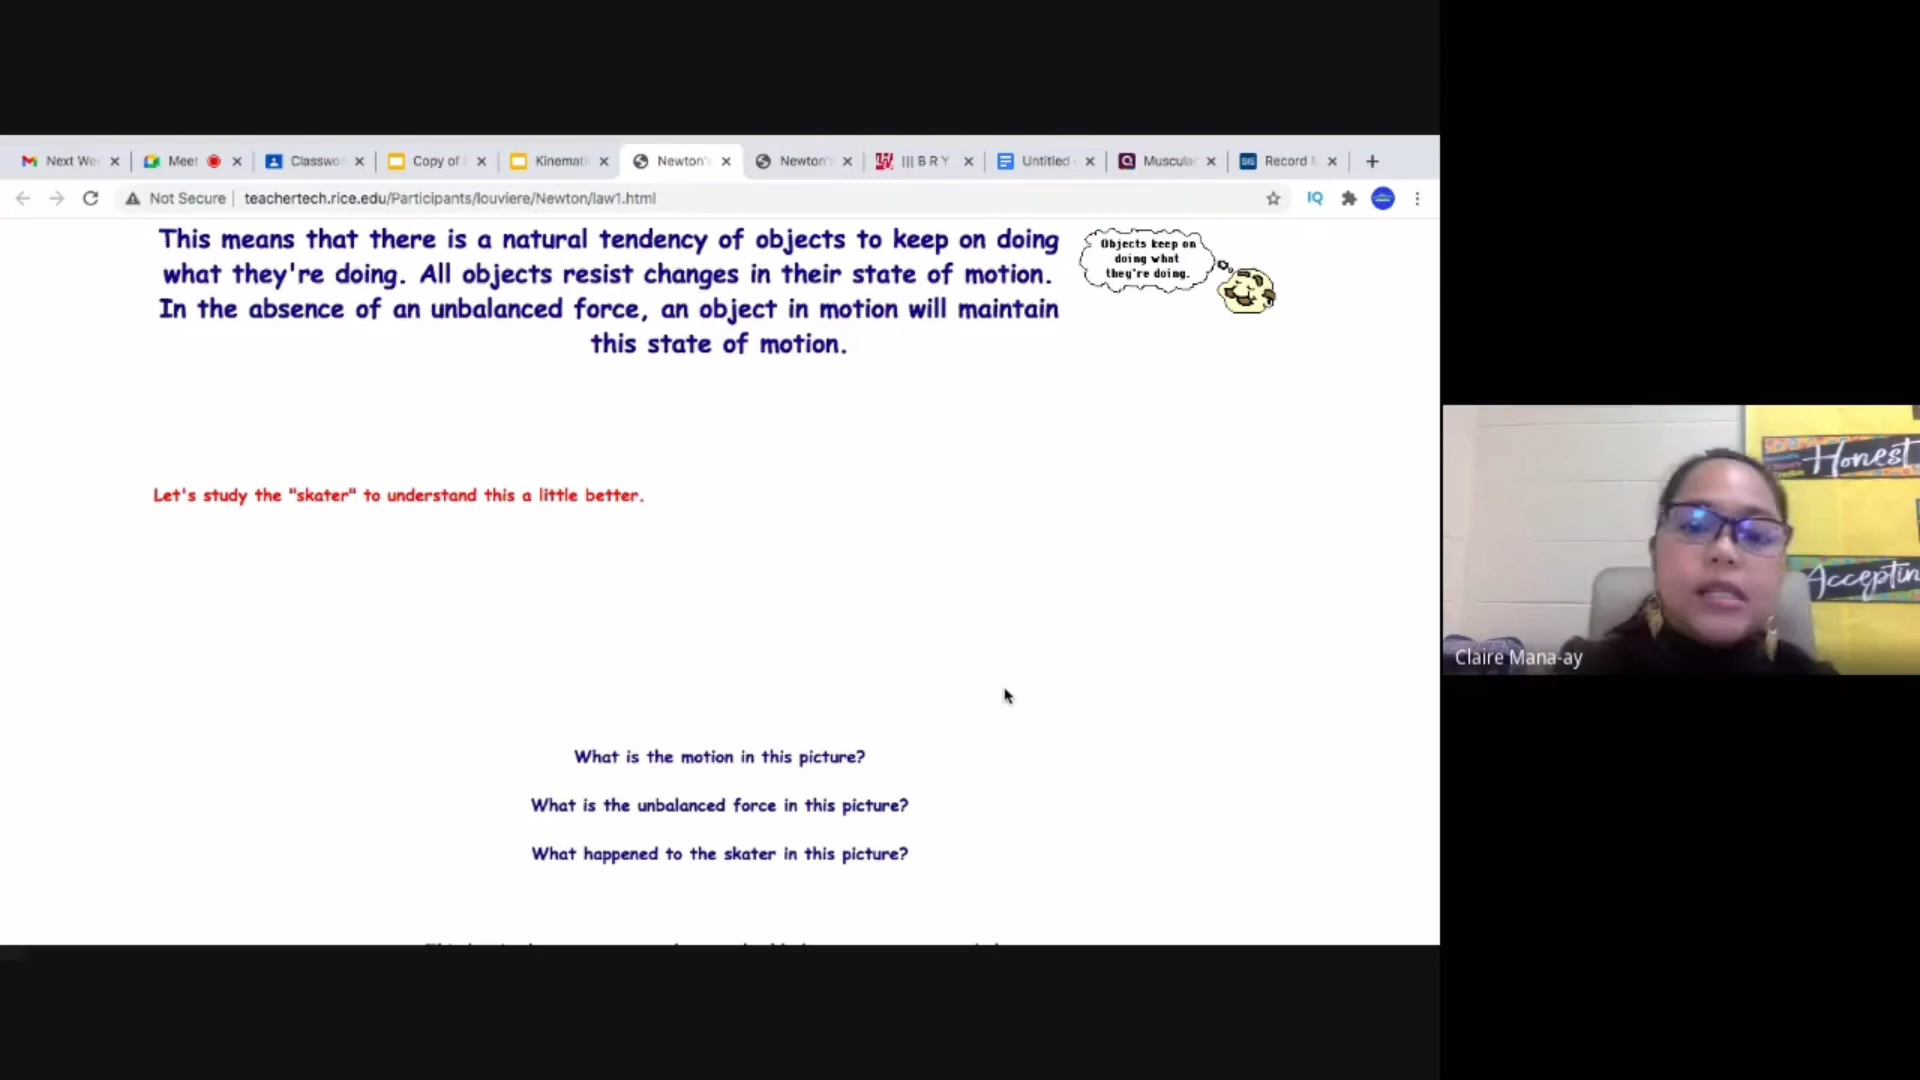 Next We
Meet
Classwo
Copy of
Kinemati
Newton'
Newton'
||| B R Y
Untitled
Muscular
Record
Not Secure
teachertech.rice.edu/Participants/louviere/Newton/law1.html
IQ
This means that there is a natural tendency of objects to keep on doing
what they're doing. All objects resist changes in their state of motion.
In the absence of an unbalanced force, an object in motion will maintain
this state of motion.
Objects keep on
doing what
they're doing.
Let's study the "skater" to understand this a little better.
What is the motion in this picture?
What is the unbalanced force in this picture?
What happened to the skater in this picture?
Honest
Acceptin
Claire Mana-ay